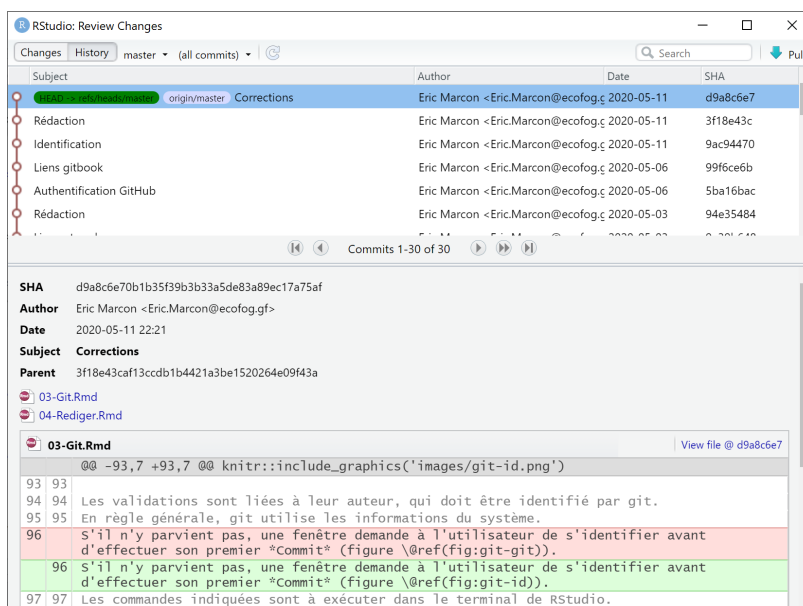 RStudio: Review Changes
Changes History master (all commits) Search Pul
Subject Author Date SHA
HEAD -> refs/heads/master origin/master Corrections Eric Marcon <Eric.Marcon@ecofog.g 2020-05-11 d9a8c6e7
Rédaction Eric Marcon <Eric.Marcon@ecofog.g 2020-05-11 3f18e43c
Identification Eric Marcon <Eric.Marcon@ecofog.g 2020-05-11 9ac94470
Liens gitbook Eric Marcon <Eric.Marcon@ecofog.g 2020-05-06 99f6ce6b
Authentification GitHub Eric Marcon <Eric.Marcon@ecofog.g 2020-05-06 5ba16bac
Rédaction Eric Marcon <Eric.Marcon@ecofog.g 2020-05-03 94e35484
Commits 1-30 of 30
SHA d9a8c6e70b1b35f39b3b33a5de83a89ec17a75af
Author Eric Marcon <Eric.Marcon@ecofog.gf>
Date 2020-05-11 22:21
Subject Corrections
Parent 3f18e43caf13ccdb1b4421a3be1520264e09f43a
03-Git.Rmd
04-Rediger.Rmd
03-Git.Rmd View file @ d9a8c6e7
@@ -93,7 +93,7 @@ knitr::include_graphics('images/git-id.png')
93 93
94 94 Les validations sont liées à leur auteur, qui doit être identifié par git.
95 95 En règle générale, git utilise les informations du système.
96 S'il n'y parvient pas, une fenêtre demande à l'utilisateur de s'identifier avant
d'effectuer son premier *Commit* (figure \@ref(fig:git-git)).
96 S'il n'y parvient pas, une fenêtre demande à l'utilisateur de s'identifier avant
d'effectuer son premier *Commit* (figure \@ref(fig:git-id)).
97 97 Les commandes indiquées sont à exécuter dans le terminal de RStudio.